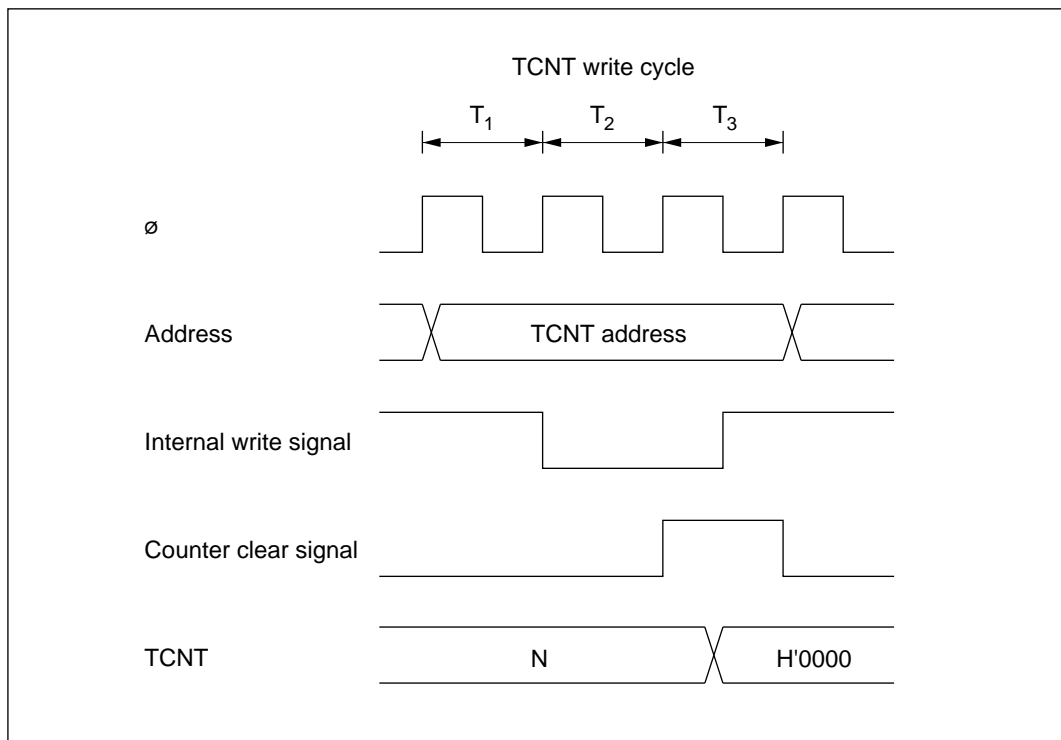 TCNT write cycle
T1 T2 T3
ø
Address TCNT address
Internal write signal
Counter clear signal
TCNT N H'0000